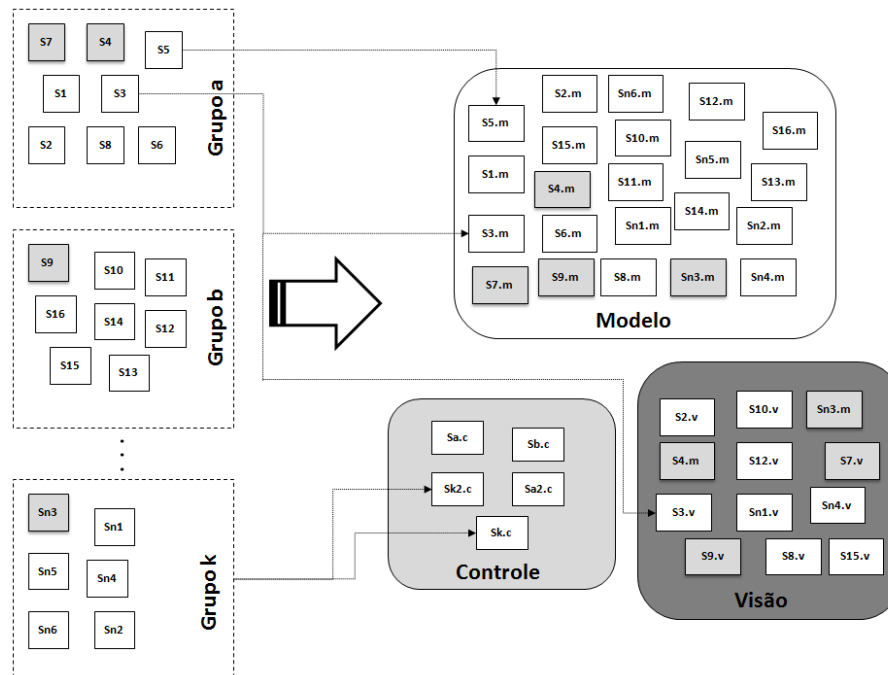 S7
S4
S5
S1
S3
S2
S8
S6
Grupo a
S9
S10
S11
S16
S14
S12
S15
S13
Grupo b
Sn3
Sn1
Sn5
Sn4
Sn6
Sn2
Grupo k
S2.m
Sn6.m
S12.m
S5.m
S16.m
S15.m
S10.m
Sn5.m
S1.m
S4.m
S11.m
S13.m
S14.m
S3.m
S6.m
Sn1.m
Sn2.m
S7.m
S9.m
S8.m
Sn3.m
Sn4.m
Modelo
Sa.c
Sb.c
Sk2.c
Sa2.c
Sk.c
Controle
S2.v
S10.v
Sn3.m
S4.m
S12.v
S7.v
S3.v
Sn1.v
Sn4.v
S9.v
S8.v
S15.v
Visão